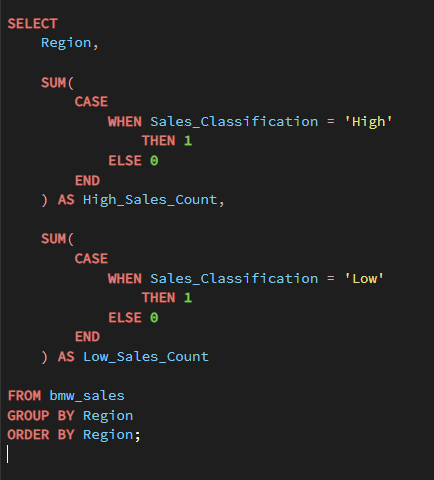 SELECT
    Region,

    SUM(
        CASE
            WHEN Sales_Classification = 'High'
                THEN 1
            ELSE 0
        END
    ) AS High_Sales_Count,

    SUM(
        CASE
            WHEN Sales_Classification = 'Low'
                THEN 1
            ELSE 0
        END
    ) AS Low_Sales_Count

FROM bmw_sales
GROUP BY Region
ORDER BY Region;